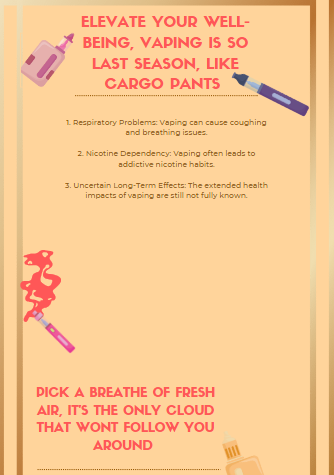 ELEVATE YOUR WELL-
BEING, VAPING IS SO
LAST SEASON, LIKE
CARGO PANTS
1. Respiratory Problems: Vaping can cause coughing
and breathing issues.
2. Nicotine Dependency: Vaping often leads to
addictive nicotine habits.
3. Uncertain Long-Term Effects: The extended health
impacts of vaping are still not fully known.
PICK A BREATHE OF FRESH
AIR, IT'S THE ONLY CLOUD
THAT WONT FOLLOW YOU
AROUND